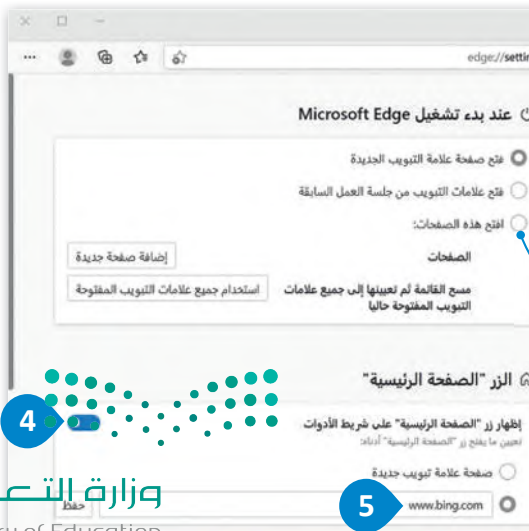 edge://settin
عند بدء تشغيل Microsoft Edge
فتح صفحة علامة التبويب الجديدة
فتح علامات التبويب من جلسة العمل السابقة
افتح هذه الصفحات:
الصفحات
إضافة صفحة جديدة
مسح القائمة ثم تعيينها إلى جميع علامات التبويب المفتوحة حاليا
استخدام جميع علامات التبويب المفتوحة
الزر "الصفحة الرئيسية"
إظهار زر "الصفحة الرئيسية" على شريط الأدوات
4
تعيين ما يفتح زر "الصفحة الرئيسية" أدناه:
صفحة علامة تبويب جديدة
www.bing.com
5
حفظ
وزارة التـ
ry of Education